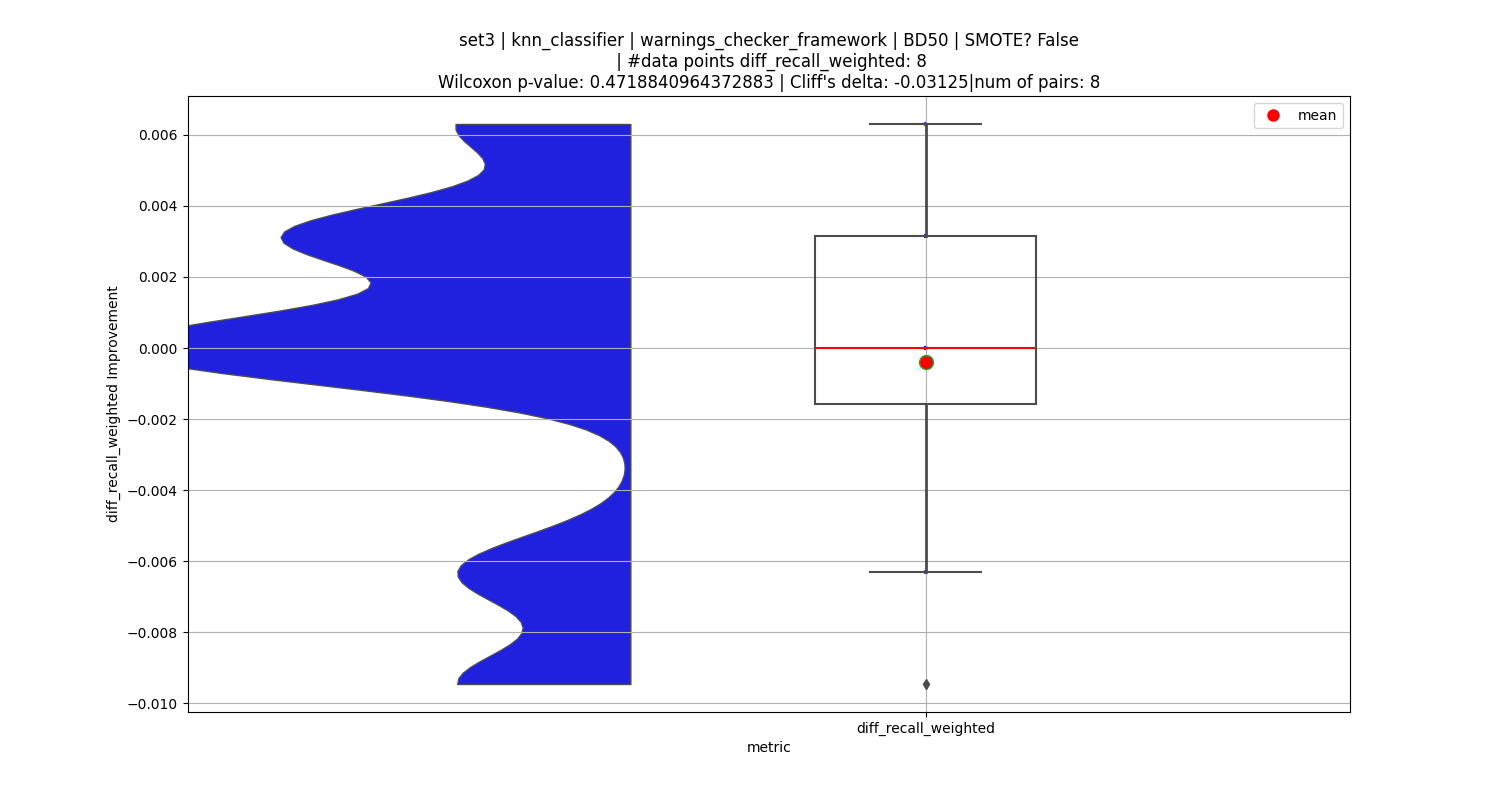 set3 | knn_classifier | warnings_checker_framework | BD50 | SMOTE? False
| #data points diff_recall_weighted: 8
Wilcoxon p-value: 0.4718840964372883 | Cliff's delta: -0.03125|num of pairs: 8
mean
0.006
0.004
0.002
0.000
−0.002
−0.004
−0.006
−0.008
−0.010
diff_recall_weighted Improvement
diff_recall_weighted
metric